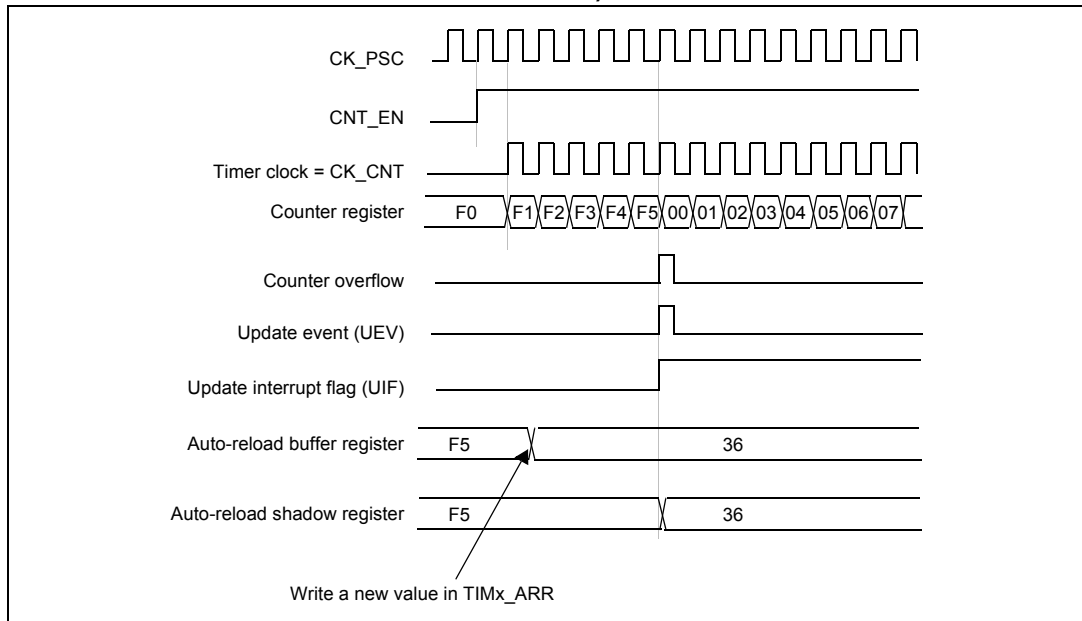 CK_PSC
CNT_EN
Timer clock = CK_CNT
Counter register F0 F1 F2 F3 F4 F5 00 01 02 03 04 05 06 07
Counter overflow
Update event (UEV)
Update interrupt flag (UIF)
Auto-reload buffer register F5 36
Auto-reload shadow register F5 36
Write a new value in TIMx_ARR